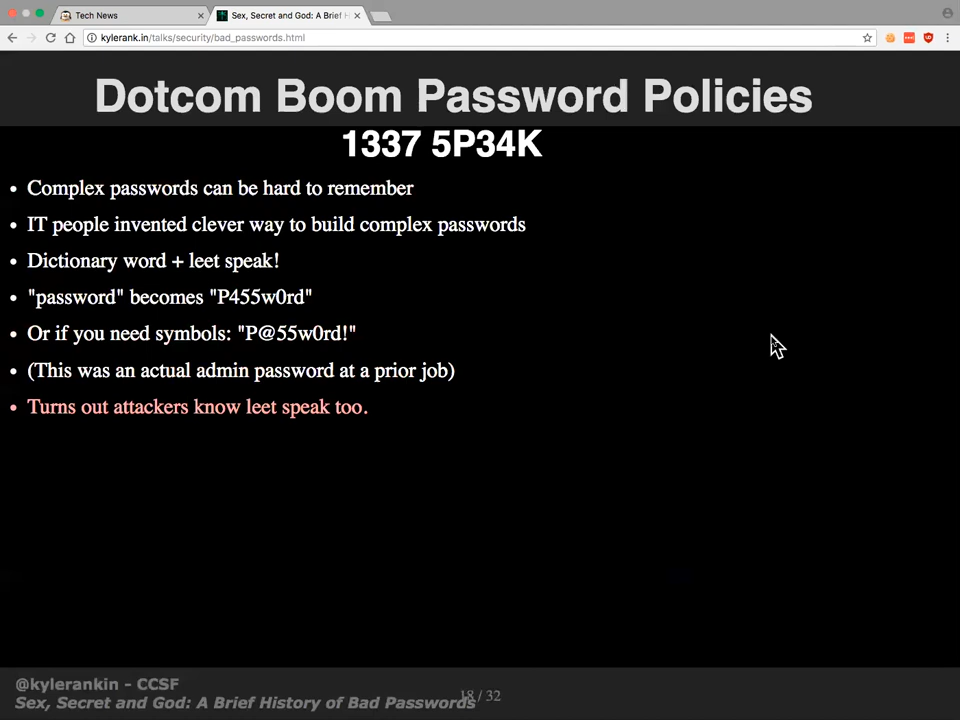 Tech News
Sex, Secret and God: A Brief H
kylerank.in/talks/security/bad_passwords.html
Dotcom Boom Password Policies
1337 5P34K
• Complex passwords can be hard to remember
• IT people invented clever way to build complex passwords
• Dictionary word + leet speak!
• "password" becomes "P455w0rd"
• Or if you need symbols: "P@55w0rd!"
• (This was an actual admin password at a prior job)
• Turns out attackers know leet speak too.
@kylerankin - CCSF
Sex, Secret and God: A Brief History of Bad Passwords
18 / 32